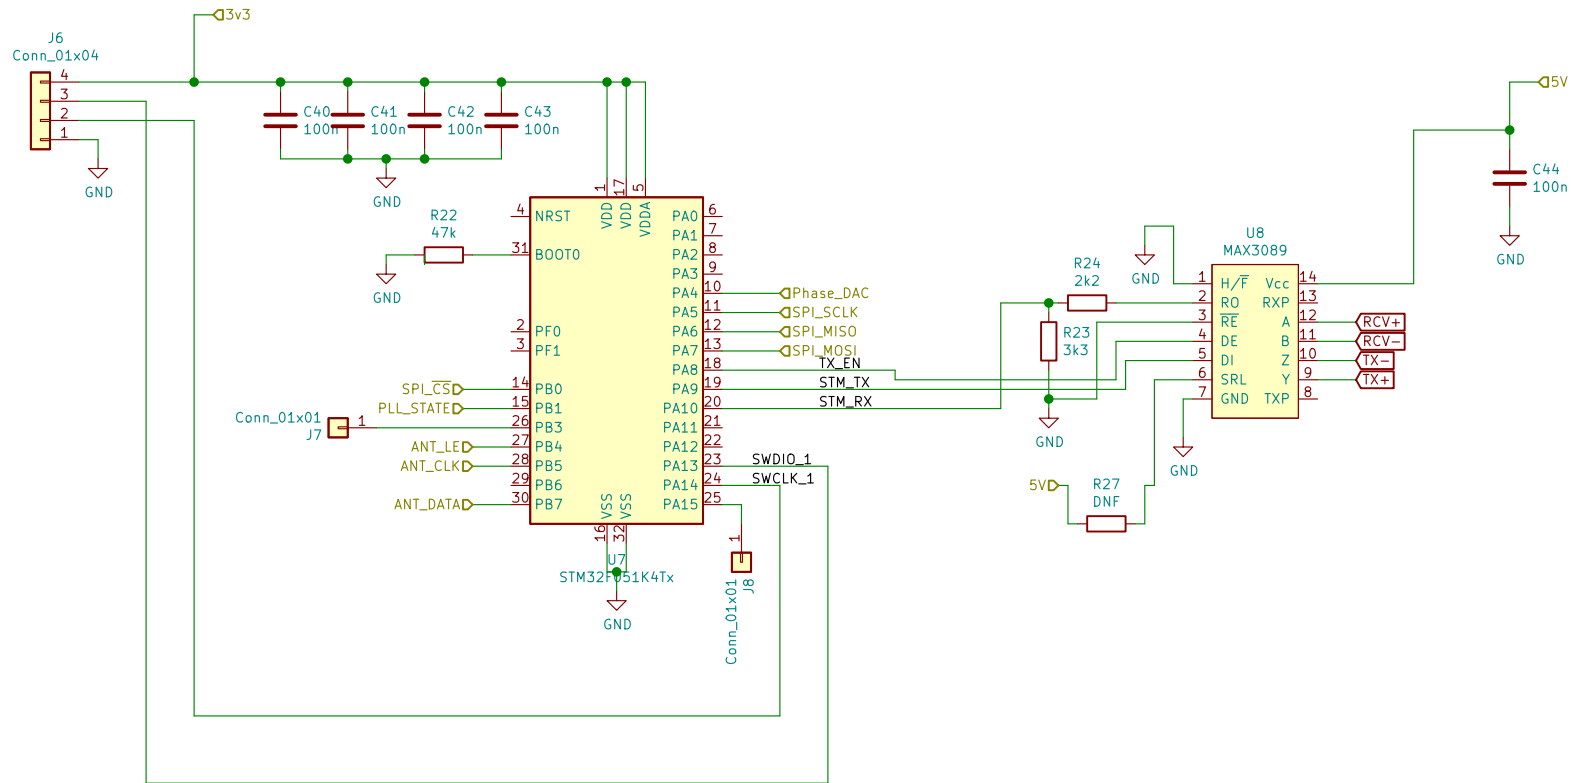 3v3
J6
Conn_01x04
4
3
2
1
GND
C40
100n
C41
100n
C42
100n
C43
100n
GND
5V
C44
100n
GND
R22
47k
GND
1
17
5
VDD
VDD
VDDA
4
NRST
31
BOOT0
2
PF0
3
PF1
14
PB0
15
PB1
26
PB3
27
PB4
28
PB5
29
PB6
30
PB7
SPI_CS
PLL_STATE
Conn_01x01
J7
1
ANT_LE
ANT_CLK
ANT_DATA
PA0
6
PA1
7
PA2
8
PA3
9
PA4
10
Phase_DAC
PA5
11
SPI_SCLK
PA6
12
SPI_MISO
PA7
13
SPI_MOSI
PA8
18
TX_EN
PA9
19
STM_TX
PA10
20
STM_RX
PA11
21
PA12
22
PA13
23
SWDIO_1
PA14
24
SWCLK_1
PA15
25
VSS
VSS
16
32
U7
STM32F051K4Tx
GND
1
J8
Conn_01x01
R24
2k2
R23
3k3
GND
GND
U8
MAX3089
1
H/F
2
RO
3
RE
4
DE
5
DI
6
SRL
7
GND
Vcc
14
RXP
13
A
12
RCV+
B
11
RCV-
Z
10
TX-
Y
9
TX+
TXP
8
GND
5V
R27
DNF